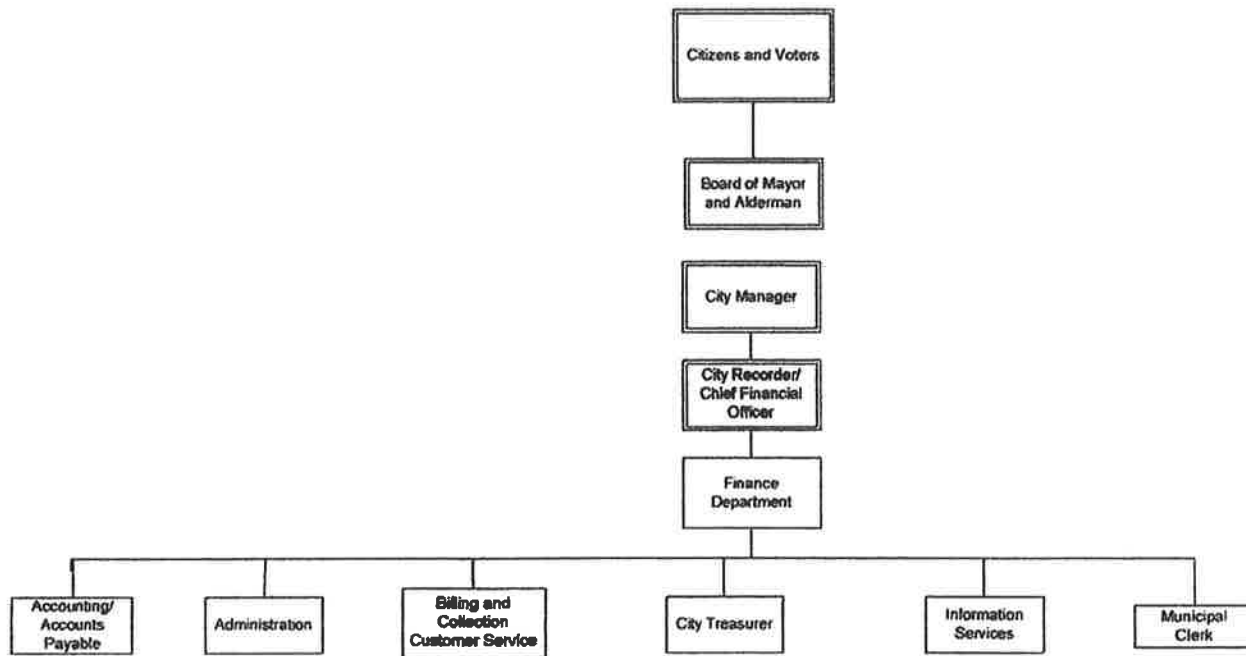 Citizens and Voters
Board of Mayor
and Alderman
City Manager
City Recorder/
Chief Financial
Officer
Finance
Department
Accounting/
Accounts
Payable
Administration
Billing and
Collection
Customer Service
City Treasurer
Information
Services
Municipal
Clerk